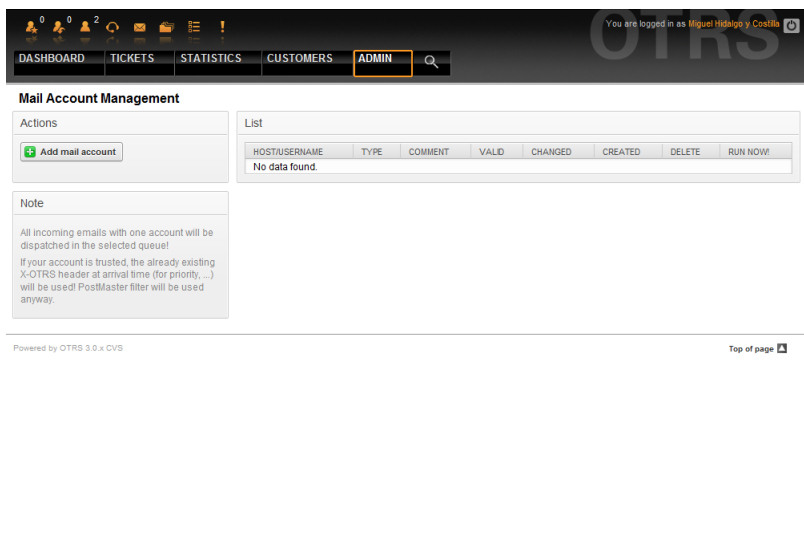 0 0 2
OTRS
You are logged in as Miguel Hidalgo y Costilla
DASHBOARD TICKETS STATISTICS CUSTOMERS ADMIN
Mail Account Management
Actions
Add mail account
List
HOST/USERNAME TYPE COMMENT VALID CHANGED CREATED DELETE RUN NOW!
No data found.
Note
All incoming emails with one account will be
dispatched in the selected queue!
If your account is trusted, the already existing
X-OTRS header at arrival time (for priority, ...)
will be used! PostMaster filter will be used
anyway.
Powered by OTRS 3.0.x CVS
Top of page